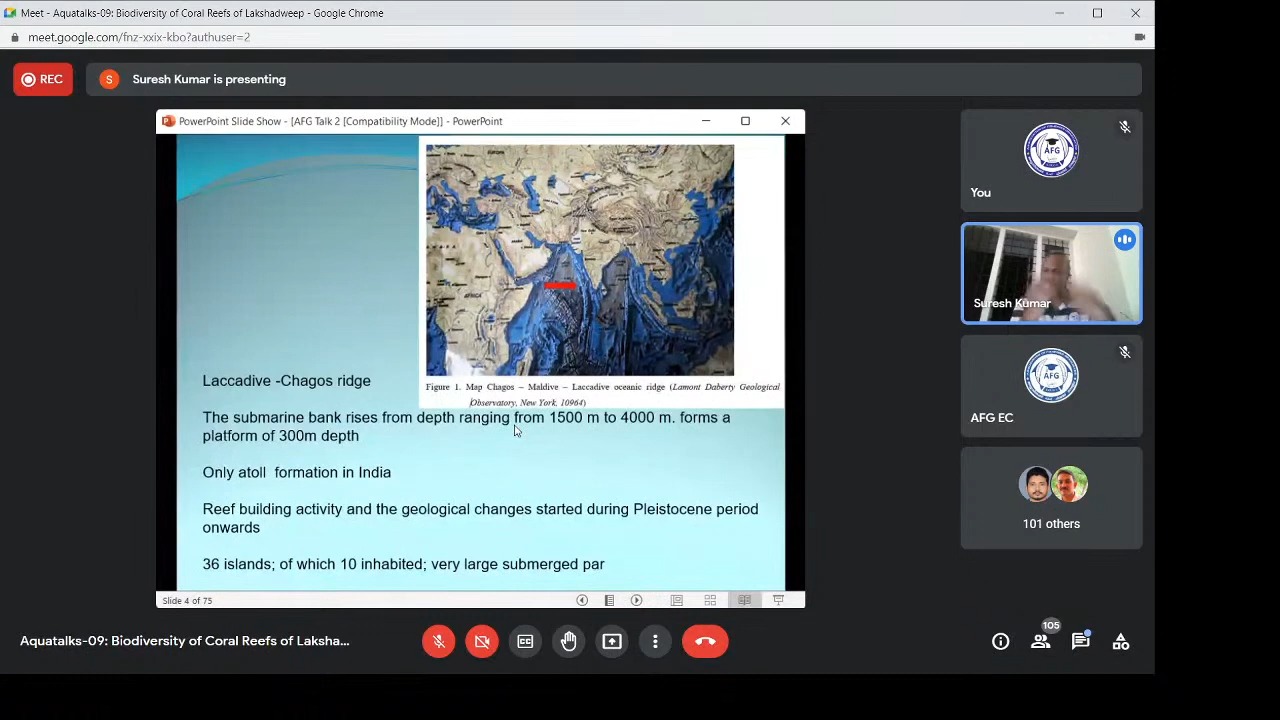 Meet - Aquatalks-09: Biodiversity of Coral Reefs of Lakshadweep - Google Chrome
meet.google.com/fnz-xxix-kbo?authuser=2
REC
S
Suresh Kumar is presenting
PowerPoint Slide Show - [AFG Talk 2 [Compatibility Mode]] - PowerPoint
Figure 1. Map Chagos – Maldive – Laccadive oceanic ridge (Lamont Daberty Geological
Observatory, New York, 10964)
Laccadive -Chagos ridge
The submarine bank rises from depth ranging from 1500 m to 4000 m. forms a
platform of 300m depth
Only atoll formation in India
Reef building activity and the geological changes started during Pleistocene period
onwards
36 islands; of which 10 inhabited; very large submerged par
Slide 4 of 75
AFG
You
Suresh Kumar
AFG
AFG EC
101 others
Aquatalks-09: Biodiversity of Coral Reefs of Laksha...
105